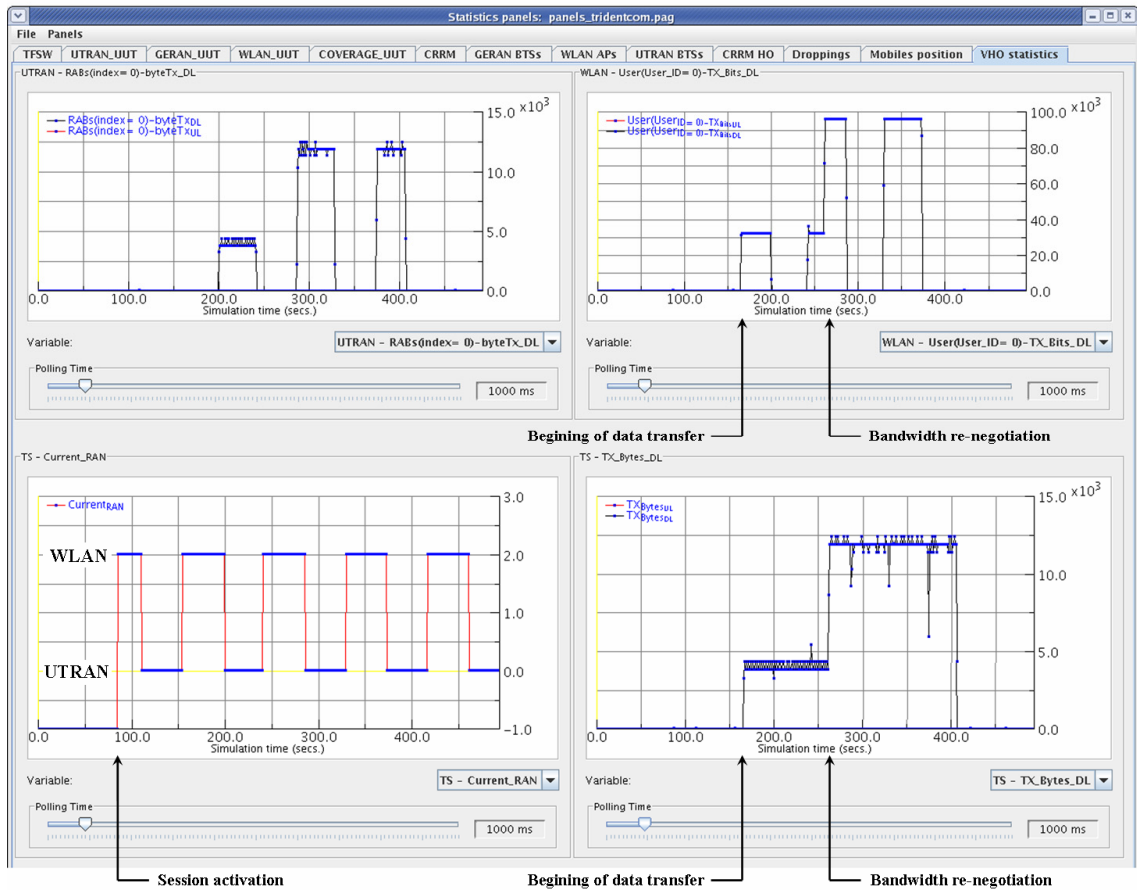 Statistics panels: panels_tridentcom.pag
File Panels
TFSW UTRAN_UUT GERAN_UUT WLAN_UUT COVERAGE_UUT CRRM GERAN BTSs WLAN APs UTRAN BTSs CRRM HO Droppings Mobiles position VHO statistics
UTRAN - RABs(index= 0)-byteTx_DL
RABs(index= 0)-byteTxDL
RABs(index= 0)-byteTxUL
15.0 x10³
10.0
5.0
0.0
0.0 100.0 200.0 300.0 400.0
Simulation time (secs.)
Variable: UTRAN - RABs(index= 0)-byteTx_DL
Polling Time
1000 ms
WLAN - User(User_ID= 0)-TX_Bits_DL
User(UserID= 0)-TXBitsUL
User(UserID= 0)-TXBitsDL
100.0 x10³
80.0
60.0
40.0
20.0
0.0
0.0 100.0 200.0 300.0 400.0
Simulation time (secs.)
Variable: WLAN - User(User_ID= 0)-TX_Bits_DL
Polling Time
1000 ms
Begining of data transfer
Bandwidth re-negotiation
TS - Current_RAN
CurrentRAN
WLAN
UTRAN
3.0
2.0
1.0
0.0
-1.0
0.0 100.0 200.0 300.0 400.0
Simulation time (secs.)
Variable: TS - Current_RAN
Polling Time
1000 ms
Session activation
TS - TX_Bytes_DL
TXBytesUL
TXBytesDL
15.0 x10³
10.0
5.0
0.0
0.0 100.0 200.0 300.0 400.0
Simulation time (secs.)
Variable: TS - TX_Bytes_DL
Polling Time
1000 ms
Begining of data transfer
Bandwidth re-negotiation